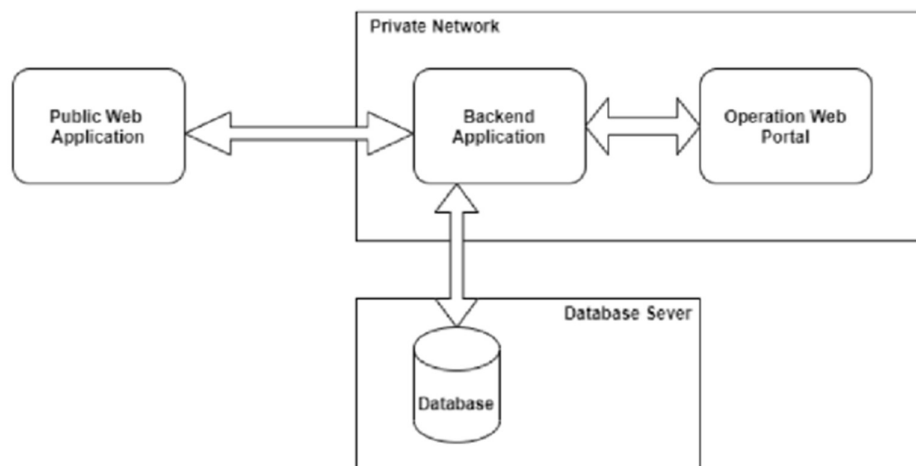 Private Network
Public Web
Application
Backend
Application
Operation Web
Portal
Database Sever
Database